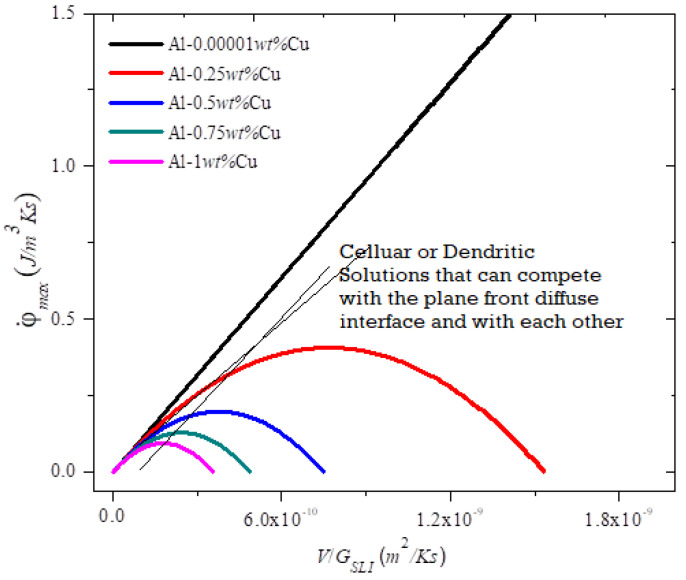 1.5
1.0
0.5
0.0
φ̇max (J/m³Ks)
Al-0.00001wt%Cu
Al-0.25wt%Cu
Al-0.5wt%Cu
Al-0.75wt%Cu
Al-1wt%Cu
Celluar or Dendritic
Solutions that can compete
with the plane front diffuse
interface and with each other
0.0 6.0x10⁻¹⁰ 1.2x10⁻⁹ 1.8x10⁻⁹
V/GSLI (m²/Ks)